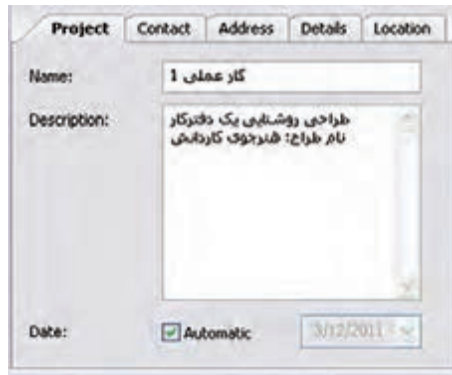 Project Contact Address Details Location
Name: کار عملی 1
Description: طراحی روشنایی یک دفترکار
نام طراح: هنرجوی کاردانش
Date: Automatic 3/12/2011